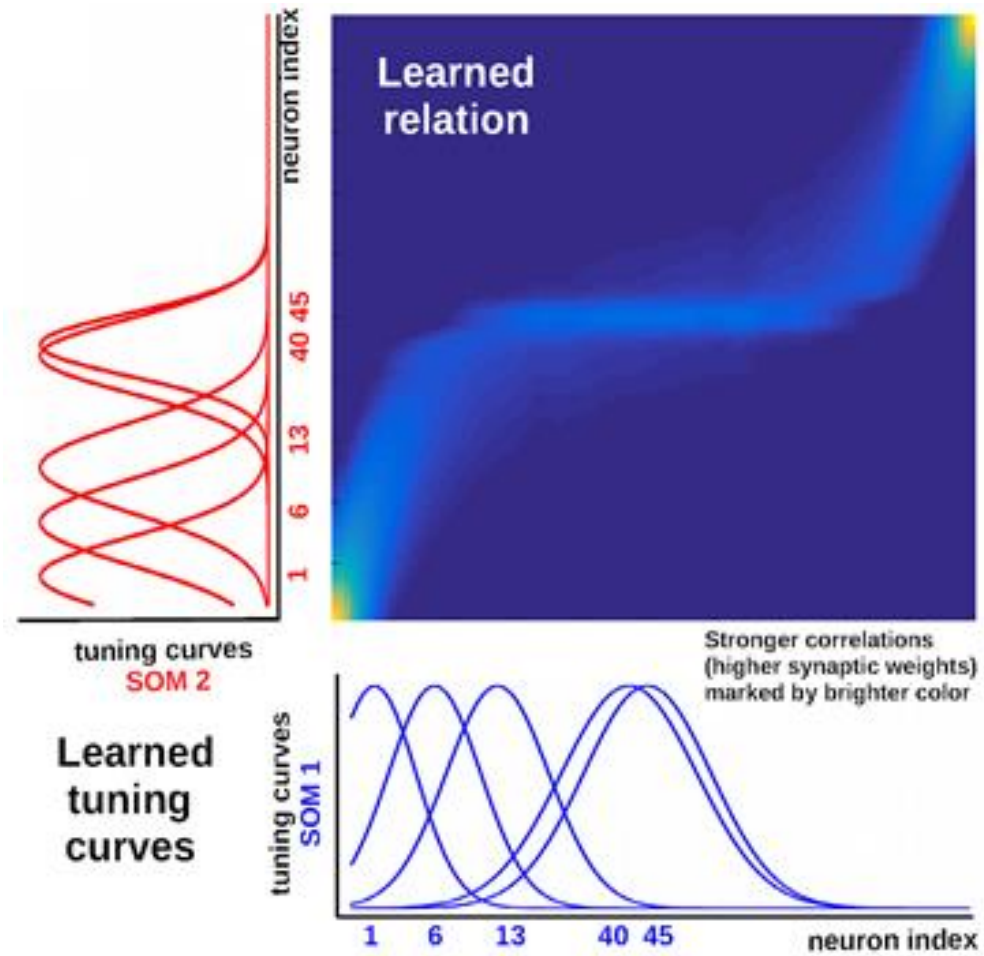 neuron index
Learned
relation
45
40
13
6
1
tuning curves
SOM 2
Stronger correlations
(higher synaptic weights)
marked by brighter color
Learned
tuning
curves
tuning curves
SOM 1
1 6 13 40 45
neuron index